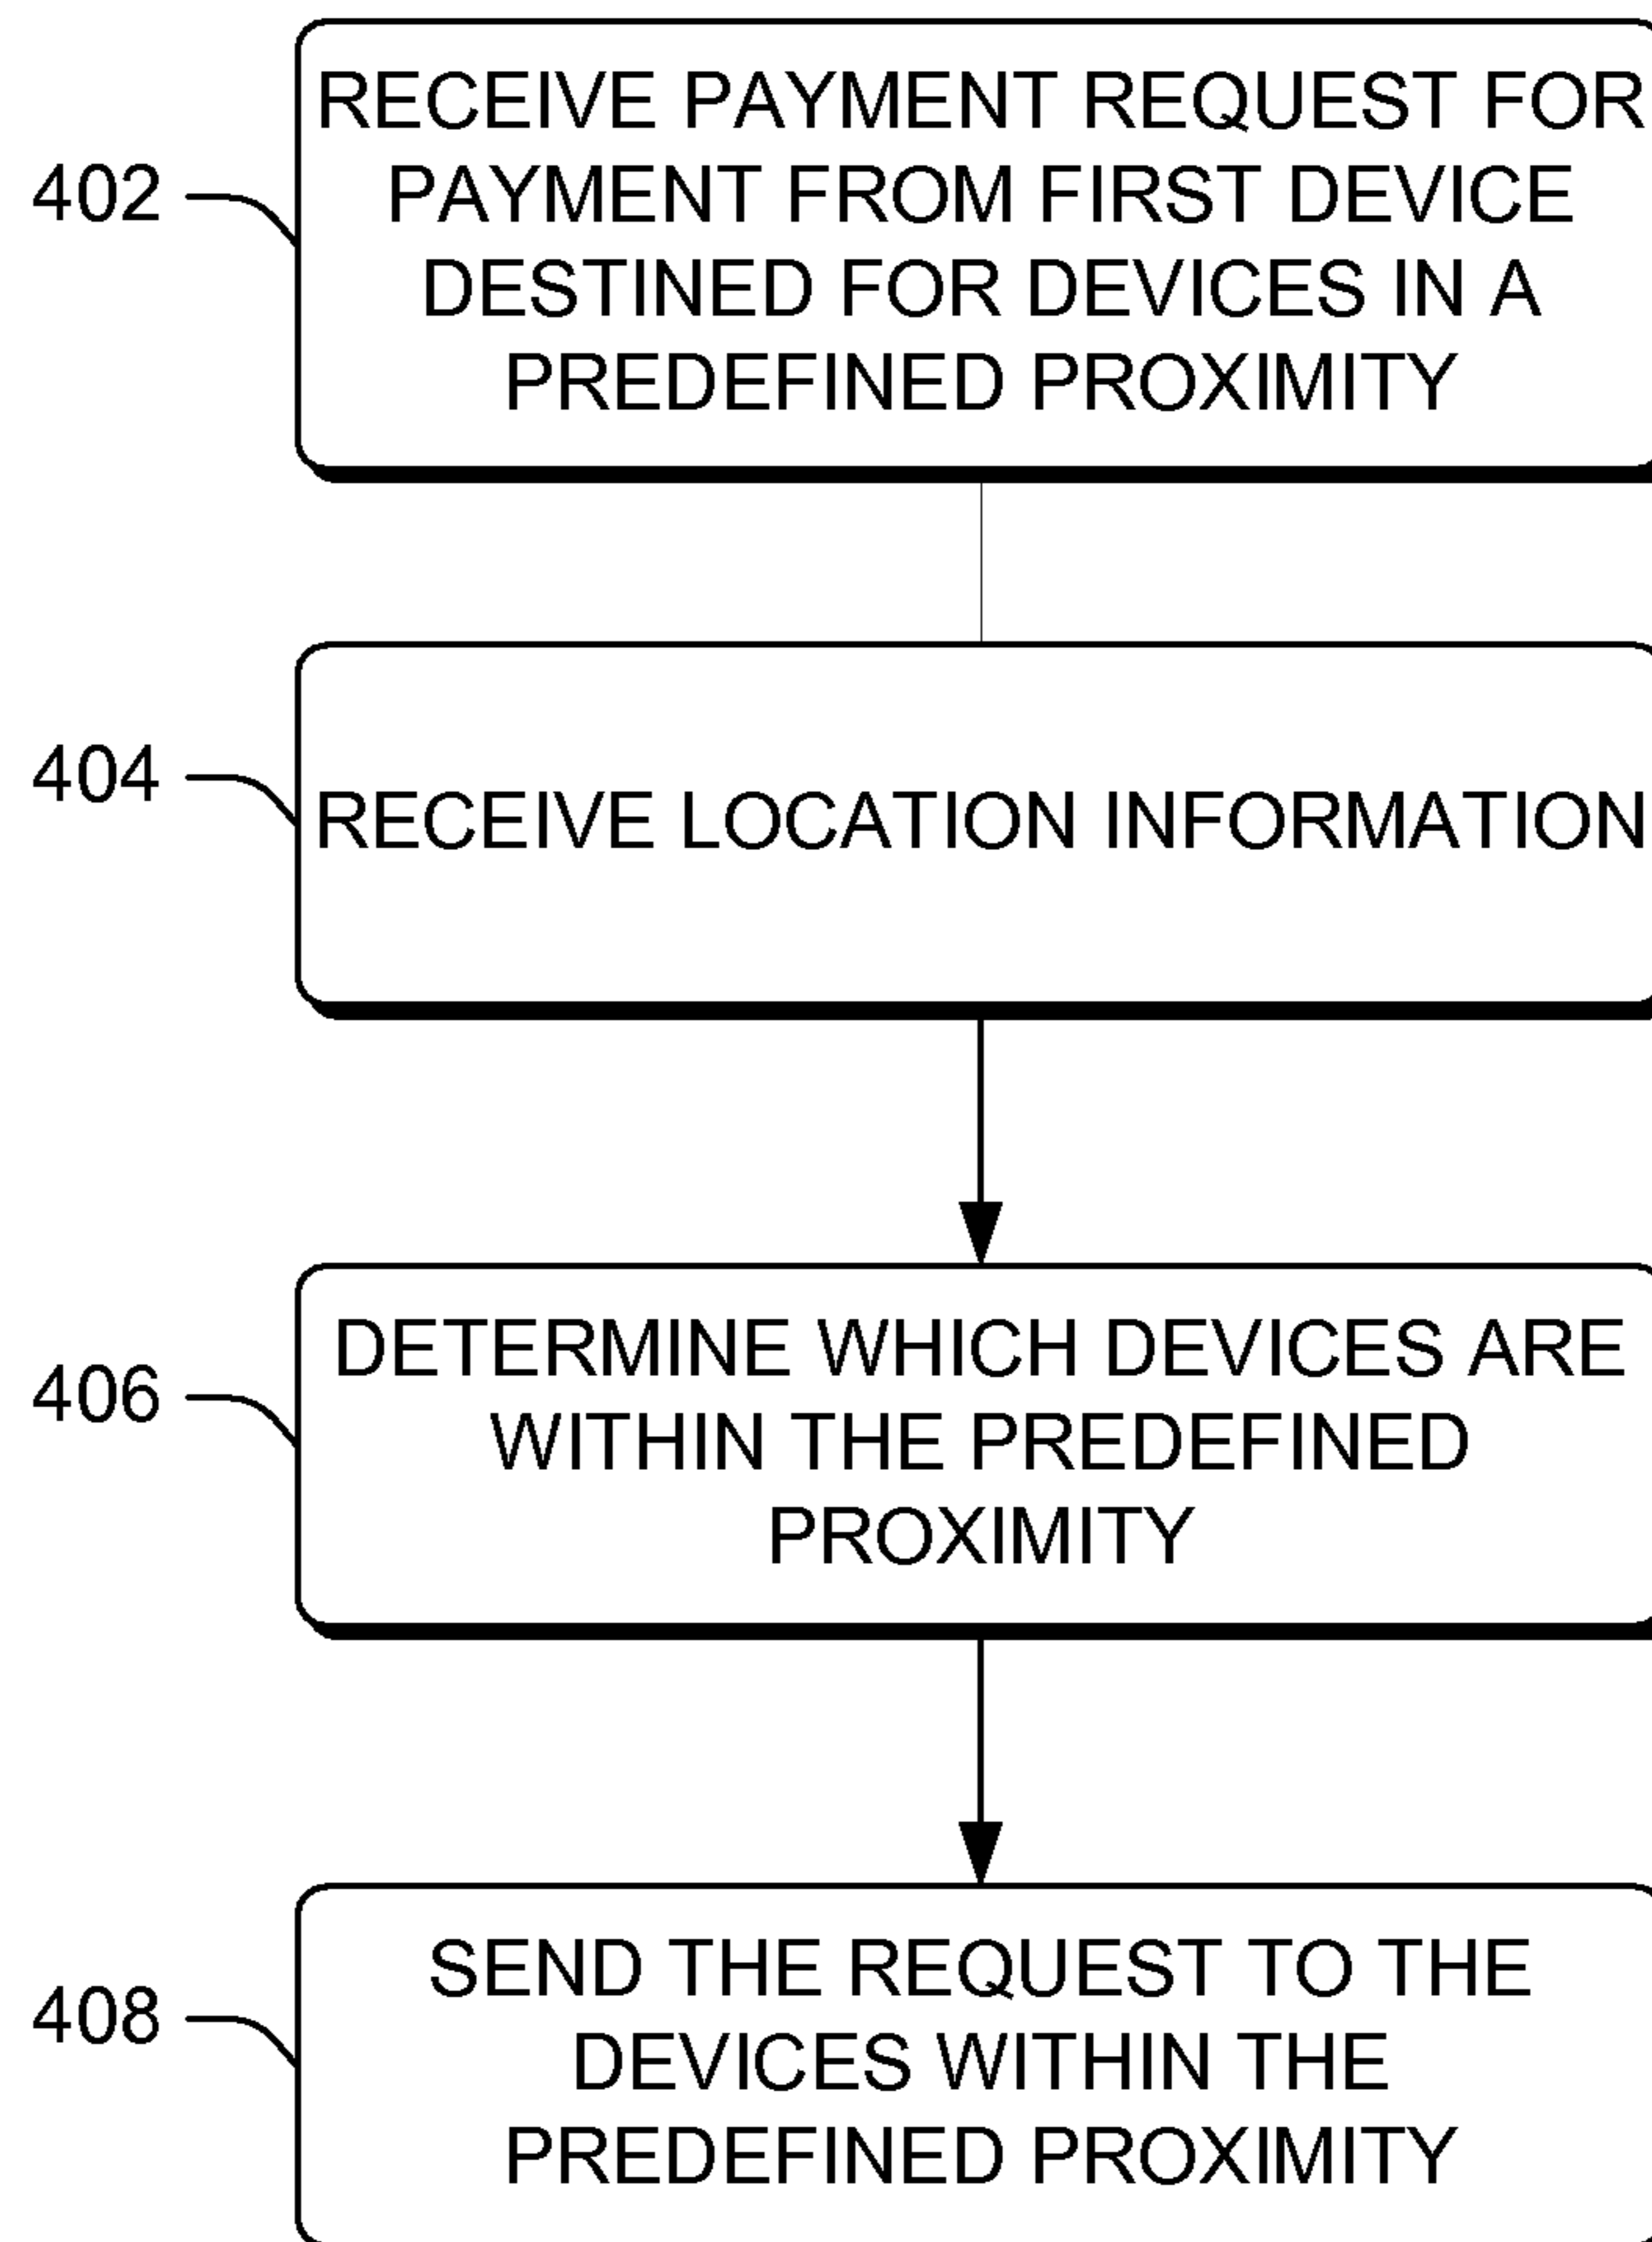 402
RECEIVE PAYMENT REQUEST FOR
PAYMENT FROM FIRST DEVICE
DESTINED FOR DEVICES IN A
PREDEFINED PROXIMITY
404
RECEIVE LOCATION INFORMATION
406
DETERMINE WHICH DEVICES ARE
WITHIN THE PREDEFINED
PROXIMITY
408
SEND THE REQUEST TO THE
DEVICES WITHIN THE
PREDEFINED PROXIMITY